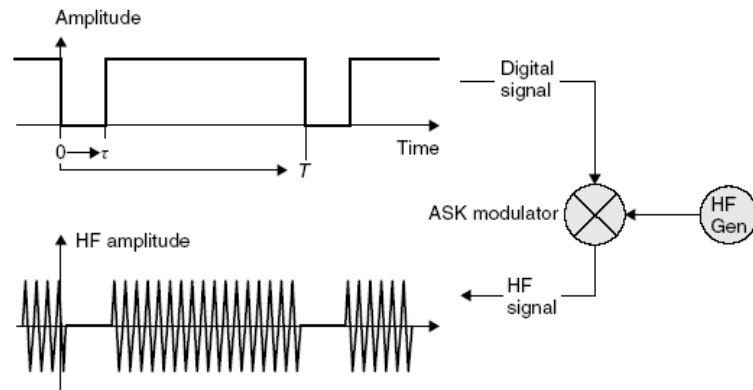 Amplitude
Digital
signal
0
τ
T
Time
ASK modulator
HF
Gen
HF amplitude
HF
signal